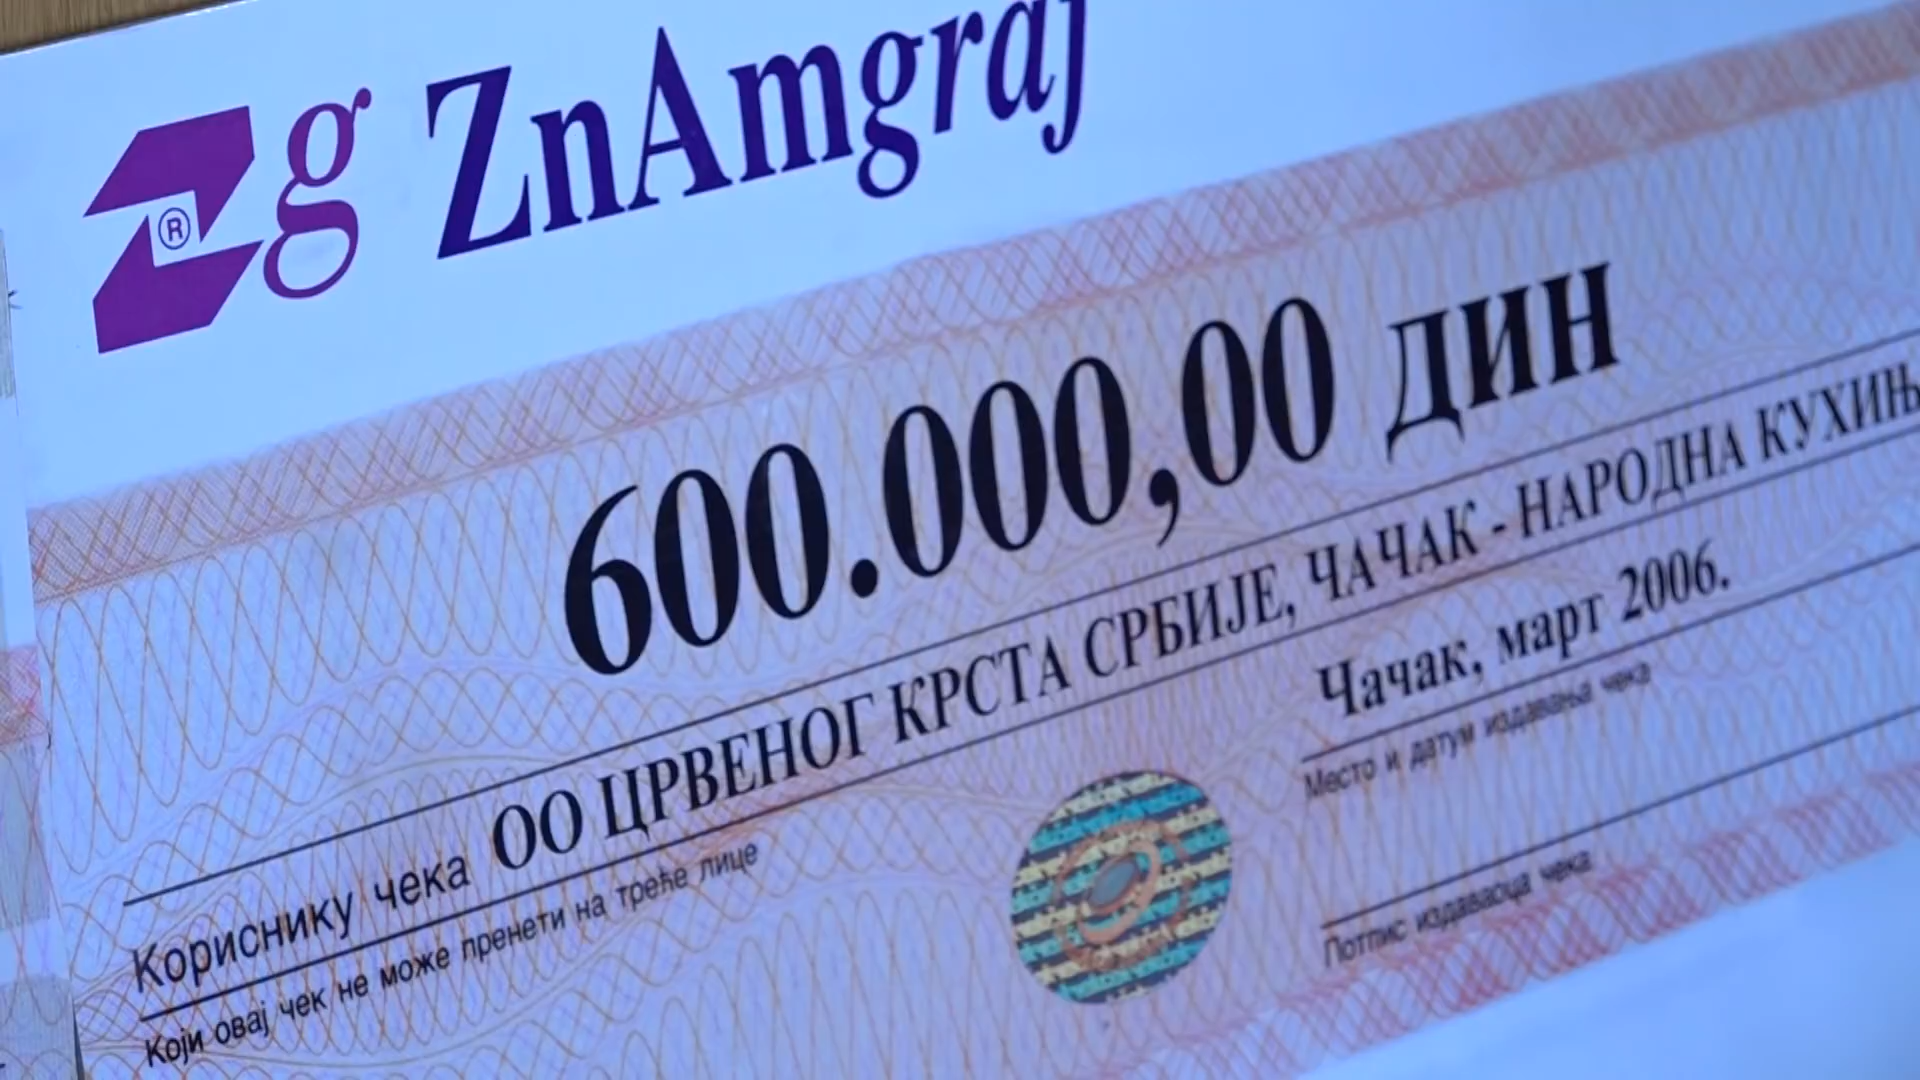 Zg ® ZnAmgraj
600.000,00 ДИН
Кориснику чека ОО ЦРВЕНОГ КРСТА СРБИЈЕ, ЧАЧАК - НАРОДНА КУХИЊ
Који овај чек не може пренети на треће лице
Чачак, март 2006.
Место и датум издавања чека
Потпис издаваоца чека